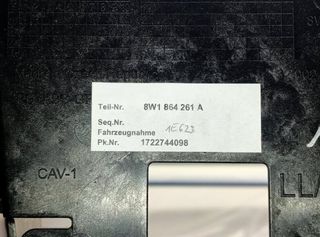 Teil-Nr. 8W1 864 261 A
Seq.Nr.
Fahrzeugnahme 1E623
Pk.Nr. 1722744098
CAV-1